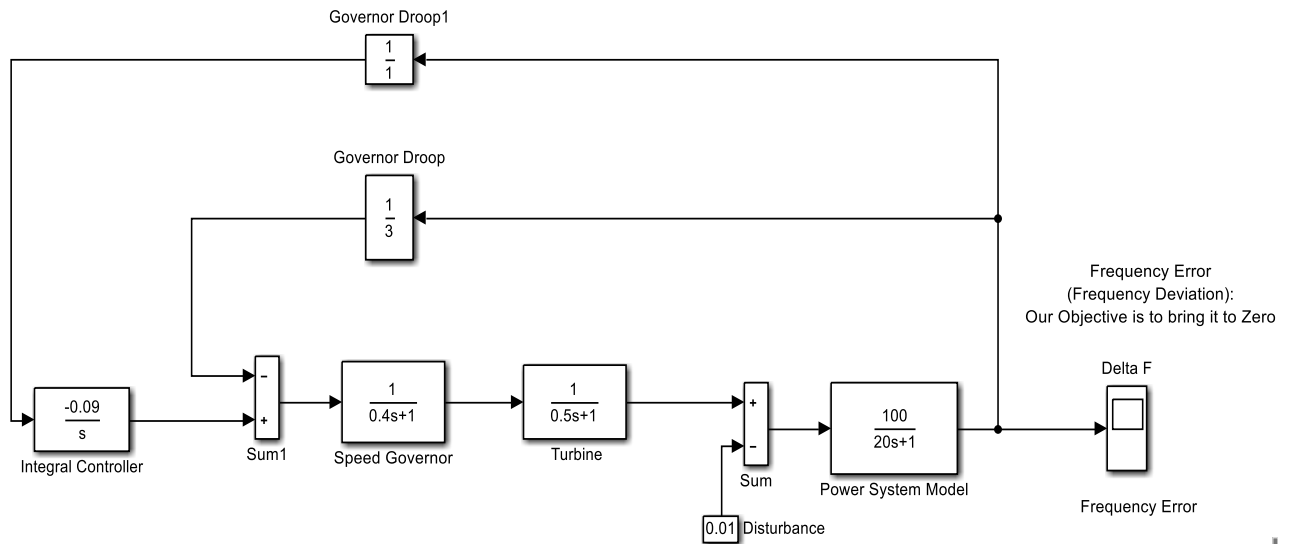 Governor Droop1
1
1
Governor Droop
1
3
Frequency Error
(Frequency Deviation):
Our Objective is to bring it to Zero
Delta F
-0.09
s
Integral Controller
−
+
Sum1
1
0.4s+1
Speed Governor
1
0.5s+1
Turbine
+
−
Sum
100
20s+1
Power System Model
Frequency Error
0.01 Disturbance